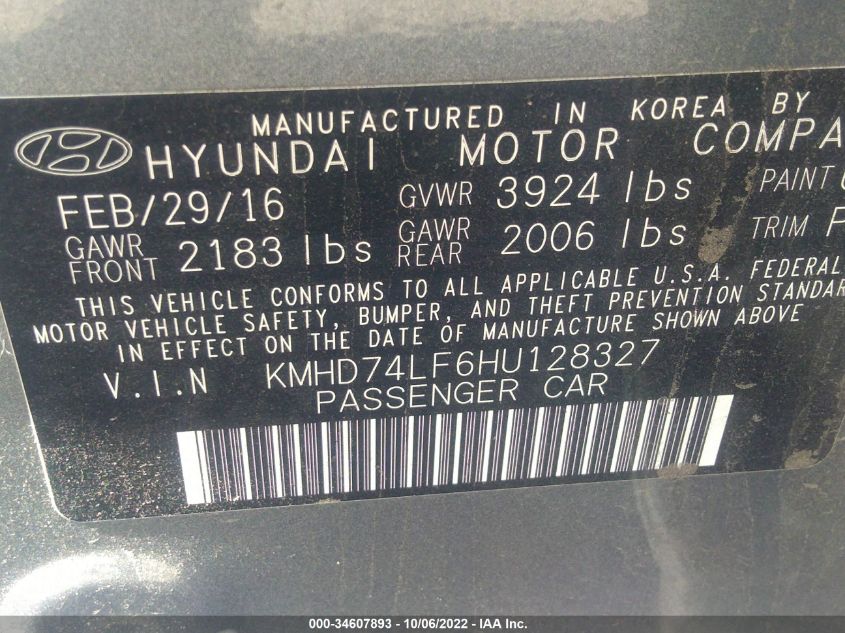 MANUFACTURED IN KOREA BY
HYUNDAI MOTOR COMPA
FEB/29/16 GVWR 3924 lbs PAINT
GAWR FRONT 2183 lbs GAWR REAR 2006 lbs TRIM
THIS VEHICLE CONFORMS TO ALL APPLICABLE U.S.A. FEDERAL
MOTOR VEHICLE SAFETY, BUMPER, AND THEFT PREVENTION STANDAR
IN EFFECT ON THE DATE OF MANUFACTURE SHOWN ABOVE
V.I.N KMHD74LF6HU128327
PASSENGER CAR
000-34607893 - 10/06/2022 - IAA Inc.